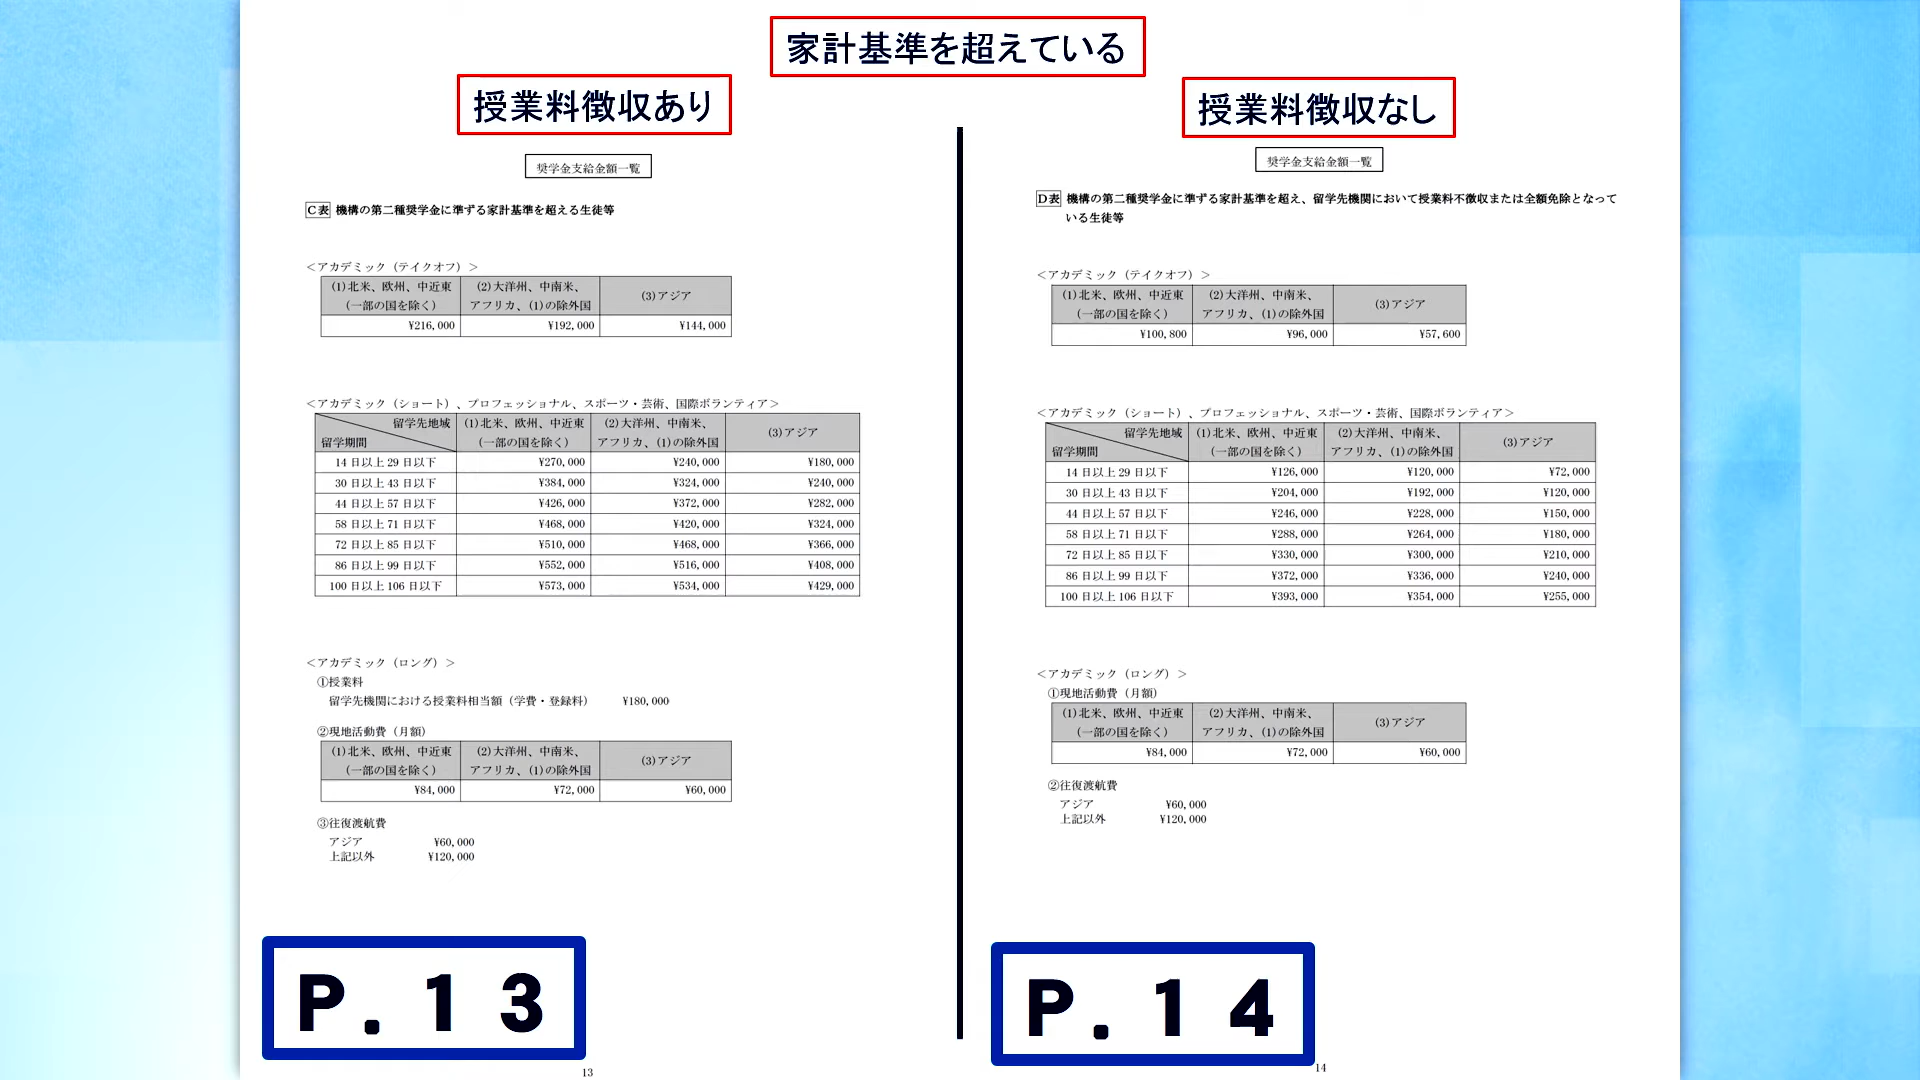 家計基準を超えている
授業料徴収あり
奨学金支給金額一覧
C表 機構の第二種奨学金に準ずる家計基準を超える生徒等
＜アカデミック（テイクオフ）＞
(1)北米、欧州、中近東（一部の国を除く） (2)大洋州、中南米、アフリカ、(1)の除外国 (3)アジア
¥216,000 ¥192,000 ¥144,000
＜アカデミック（ショート）、プロフェッショナル、スポーツ・芸術、国際ボランティア＞
留学先地域 留学期間 (1)北米、欧州、中近東（一部の国を除く） (2)大洋州、中南米、アフリカ、(1)の除外国 (3)アジア
14日以上29日以下 ¥270,000 ¥240,000 ¥180,000
30日以上43日以下 ¥384,000 ¥324,000 ¥240,000
44日以上57日以下 ¥426,000 ¥372,000 ¥282,000
58日以上71日以下 ¥468,000 ¥420,000 ¥324,000
72日以上85日以下 ¥510,000 ¥468,000 ¥366,000
86日以上99日以下 ¥552,000 ¥516,000 ¥408,000
100日以上106日以下 ¥573,000 ¥534,000 ¥429,000
＜アカデミック（ロング）＞
①授業料
留学先機関における授業料相当額（学費・登録料） ¥180,000
②現地活動費（月額）
(1)北米、欧州、中近東（一部の国を除く） (2)大洋州、中南米、アフリカ、(1)の除外国 (3)アジア
¥84,000 ¥72,000 ¥60,000
③往復渡航費
アジア ¥60,000
上記以外 ¥120,000
P.13
13
授業料徴収なし
奨学金支給金額一覧
D表 機構の第二種奨学金に準ずる家計基準を超え、留学先機関において授業料不徴収または全額免除となって
いる生徒等
＜アカデミック（テイクオフ）＞
(1)北米、欧州、中近東（一部の国を除く） (2)大洋州、中南米、アフリカ、(1)の除外国 (3)アジア
¥100,800 ¥96,000 ¥57,600
＜アカデミック（ショート）、プロフェッショナル、スポーツ・芸術、国際ボランティア＞
留学先地域 留学期間 (1)北米、欧州、中近東（一部の国を除く） (2)大洋州、中南米、アフリカ、(1)の除外国 (3)アジア
14日以上29日以下 ¥126,000 ¥120,000 ¥72,000
30日以上43日以下 ¥204,000 ¥192,000 ¥120,000
44日以上57日以下 ¥246,000 ¥228,000 ¥150,000
58日以上71日以下 ¥288,000 ¥264,000 ¥180,000
72日以上85日以下 ¥330,000 ¥300,000 ¥210,000
86日以上99日以下 ¥372,000 ¥336,000 ¥240,000
100日以上106日以下 ¥393,000 ¥354,000 ¥255,000
＜アカデミック（ロング）＞
①現地活動費（月額）
(1)北米、欧州、中近東（一部の国を除く） (2)大洋州、中南米、アフリカ、(1)の除外国 (3)アジア
¥84,000 ¥72,000 ¥60,000
②往復渡航費
アジア ¥60,000
上記以外 ¥120,000
P.14
14